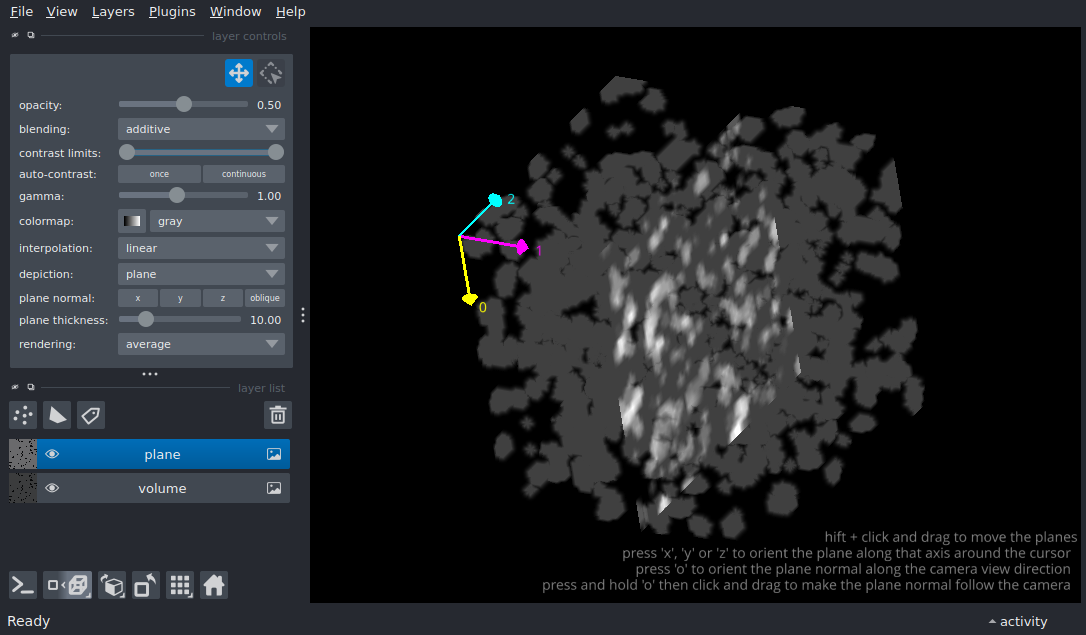 File View Layers Plugins Window Help
layer controls
opacity: 0.50
blending: additive
contrast limits:
auto-contrast: once continuous
gamma: 1.00
colormap: gray
interpolation: linear
depiction: plane
plane normal: x y z oblique
plane thickness: 10.00
rendering: average
layer list
plane
volume
2
1
0
hift + click and drag to move the planes
press 'x', 'y' or 'z' to orient the plane along that axis around the cursor
press 'o' to orient the plane normal along the camera view direction
press and hold 'o' then click and drag to make the plane normal follow the camera
Ready
activity